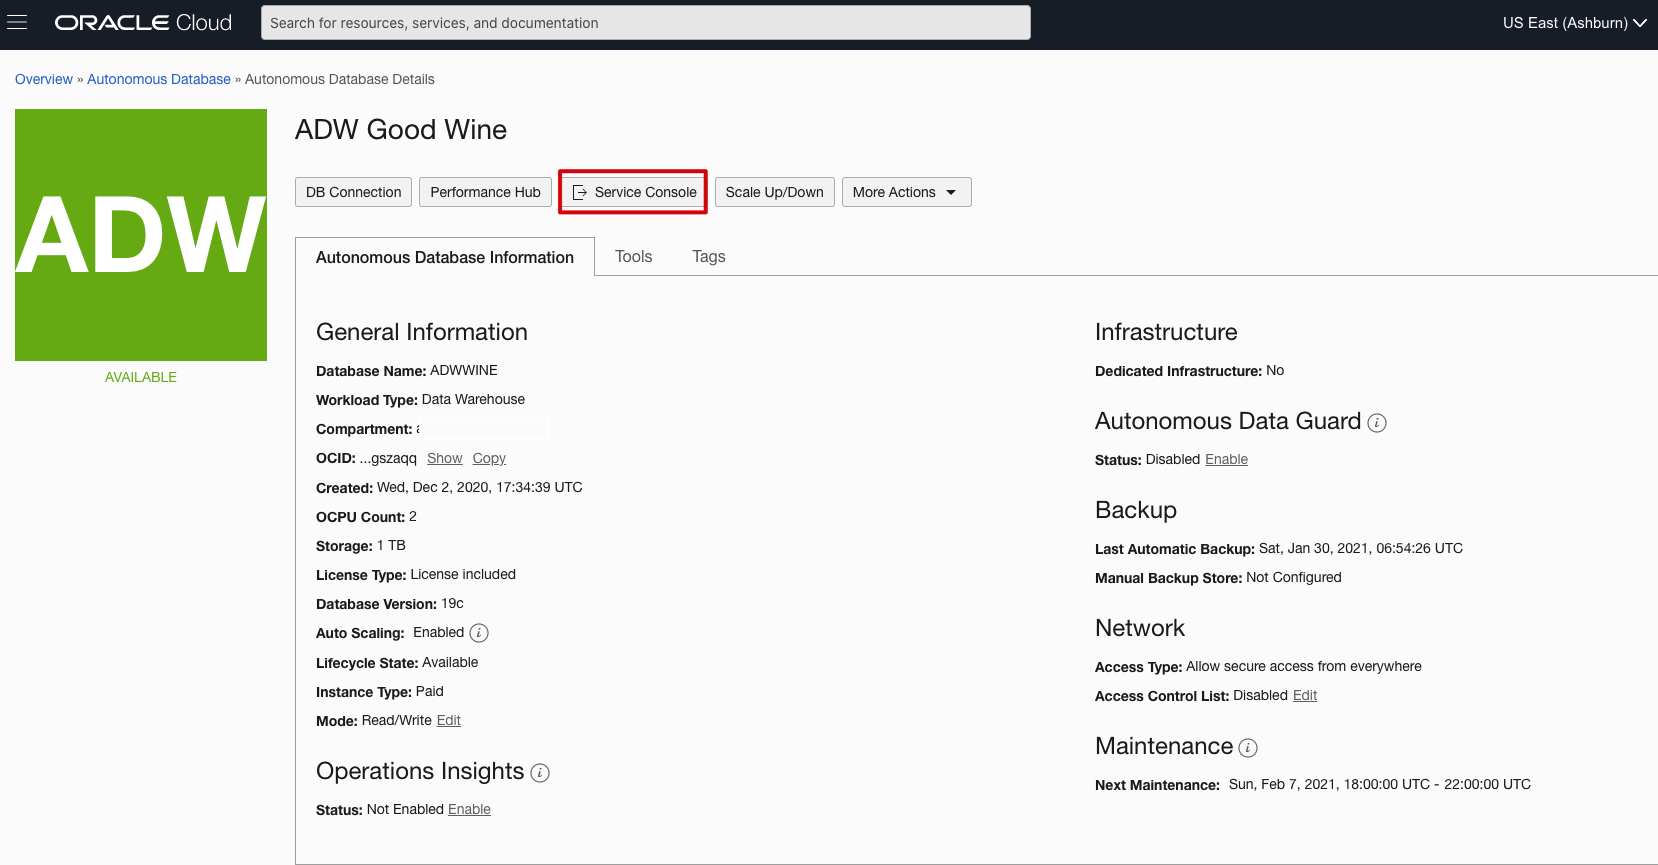 ORACLE Cloud
Search for resources, services, and documentation
US East (Ashburn)
Overview » Autonomous Database » Autonomous Database Details
ADW
AVAILABLE
ADW Good Wine
DB Connection
Performance Hub
Service Console
Scale Up/Down
More Actions
Autonomous Database Information
Tools
Tags
General Information
Database Name: ADWWINE
Workload Type: Data Warehouse
Compartment:
OCID: ...gszaqq Show Copy
Created: Wed, Dec 2, 2020, 17:34:39 UTC
OCPU Count: 2
Storage: 1 TB
License Type: License included
Database Version: 19c
Auto Scaling: Enabled i
Lifecycle State: Available
Instance Type: Paid
Mode: Read/Write Edit
Operations Insights i
Status: Not Enabled Enable
Infrastructure
Dedicated Infrastructure: No
Autonomous Data Guard i
Status: Disabled Enable
Backup
Last Automatic Backup: Sat, Jan 30, 2021, 06:54:26 UTC
Manual Backup Store: Not Configured
Network
Access Type: Allow secure access from everywhere
Access Control List: Disabled Edit
Maintenance i
Next Maintenance: Sun, Feb 7, 2021, 18:00:00 UTC - 22:00:00 UTC